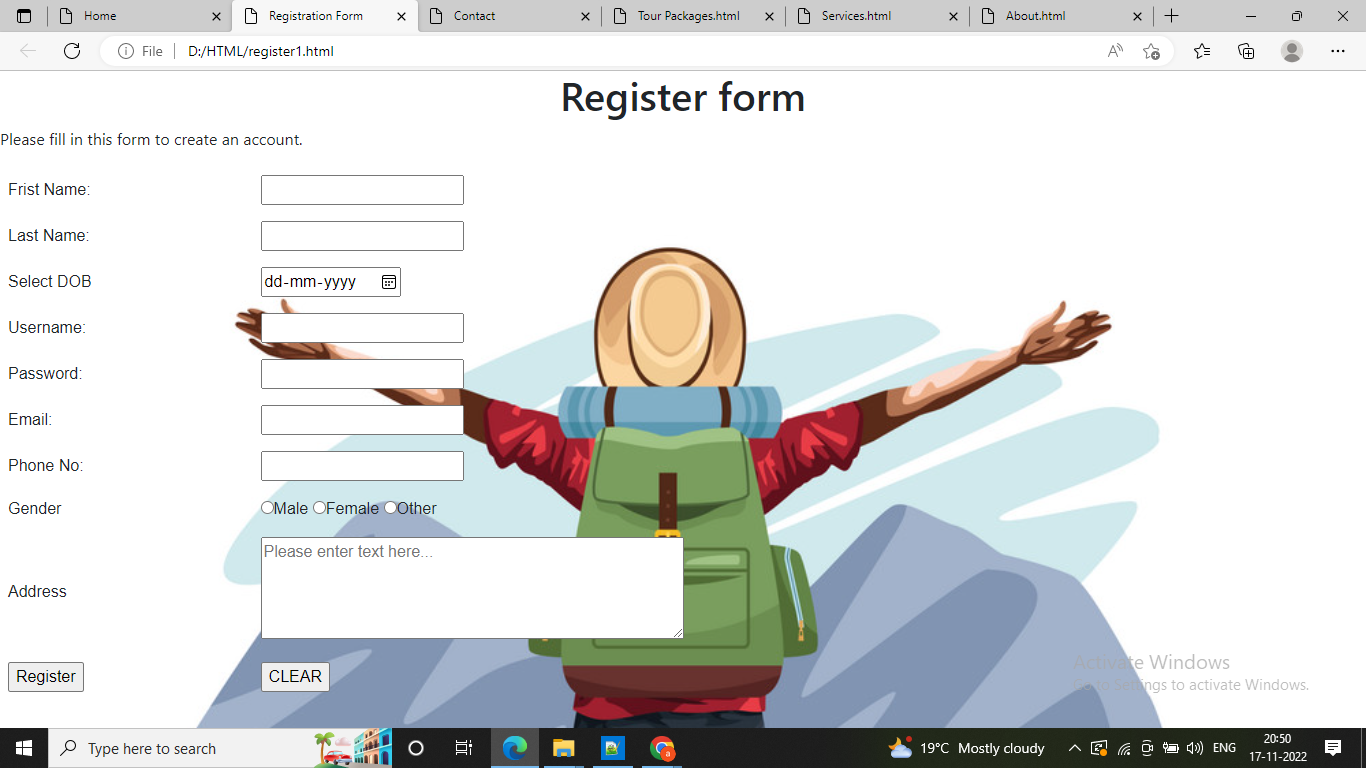 Home Registration Form Contact Tour Packages.html Services.html About.html
File D:/HTML/register1.html
Register form
Please fill in this form to create an account.
Frist Name:
Last Name:
Select DOB dd-mm-yyyy
Username:
Password:
Email:
Phone No:
Gender Male Female Other
Please enter text here...
Address
Activate Windows
Register CLEAR
Go to Settings to activate Windows.
Type here to search 19°C Mostly cloudy ENG 20:50
17-11-2022